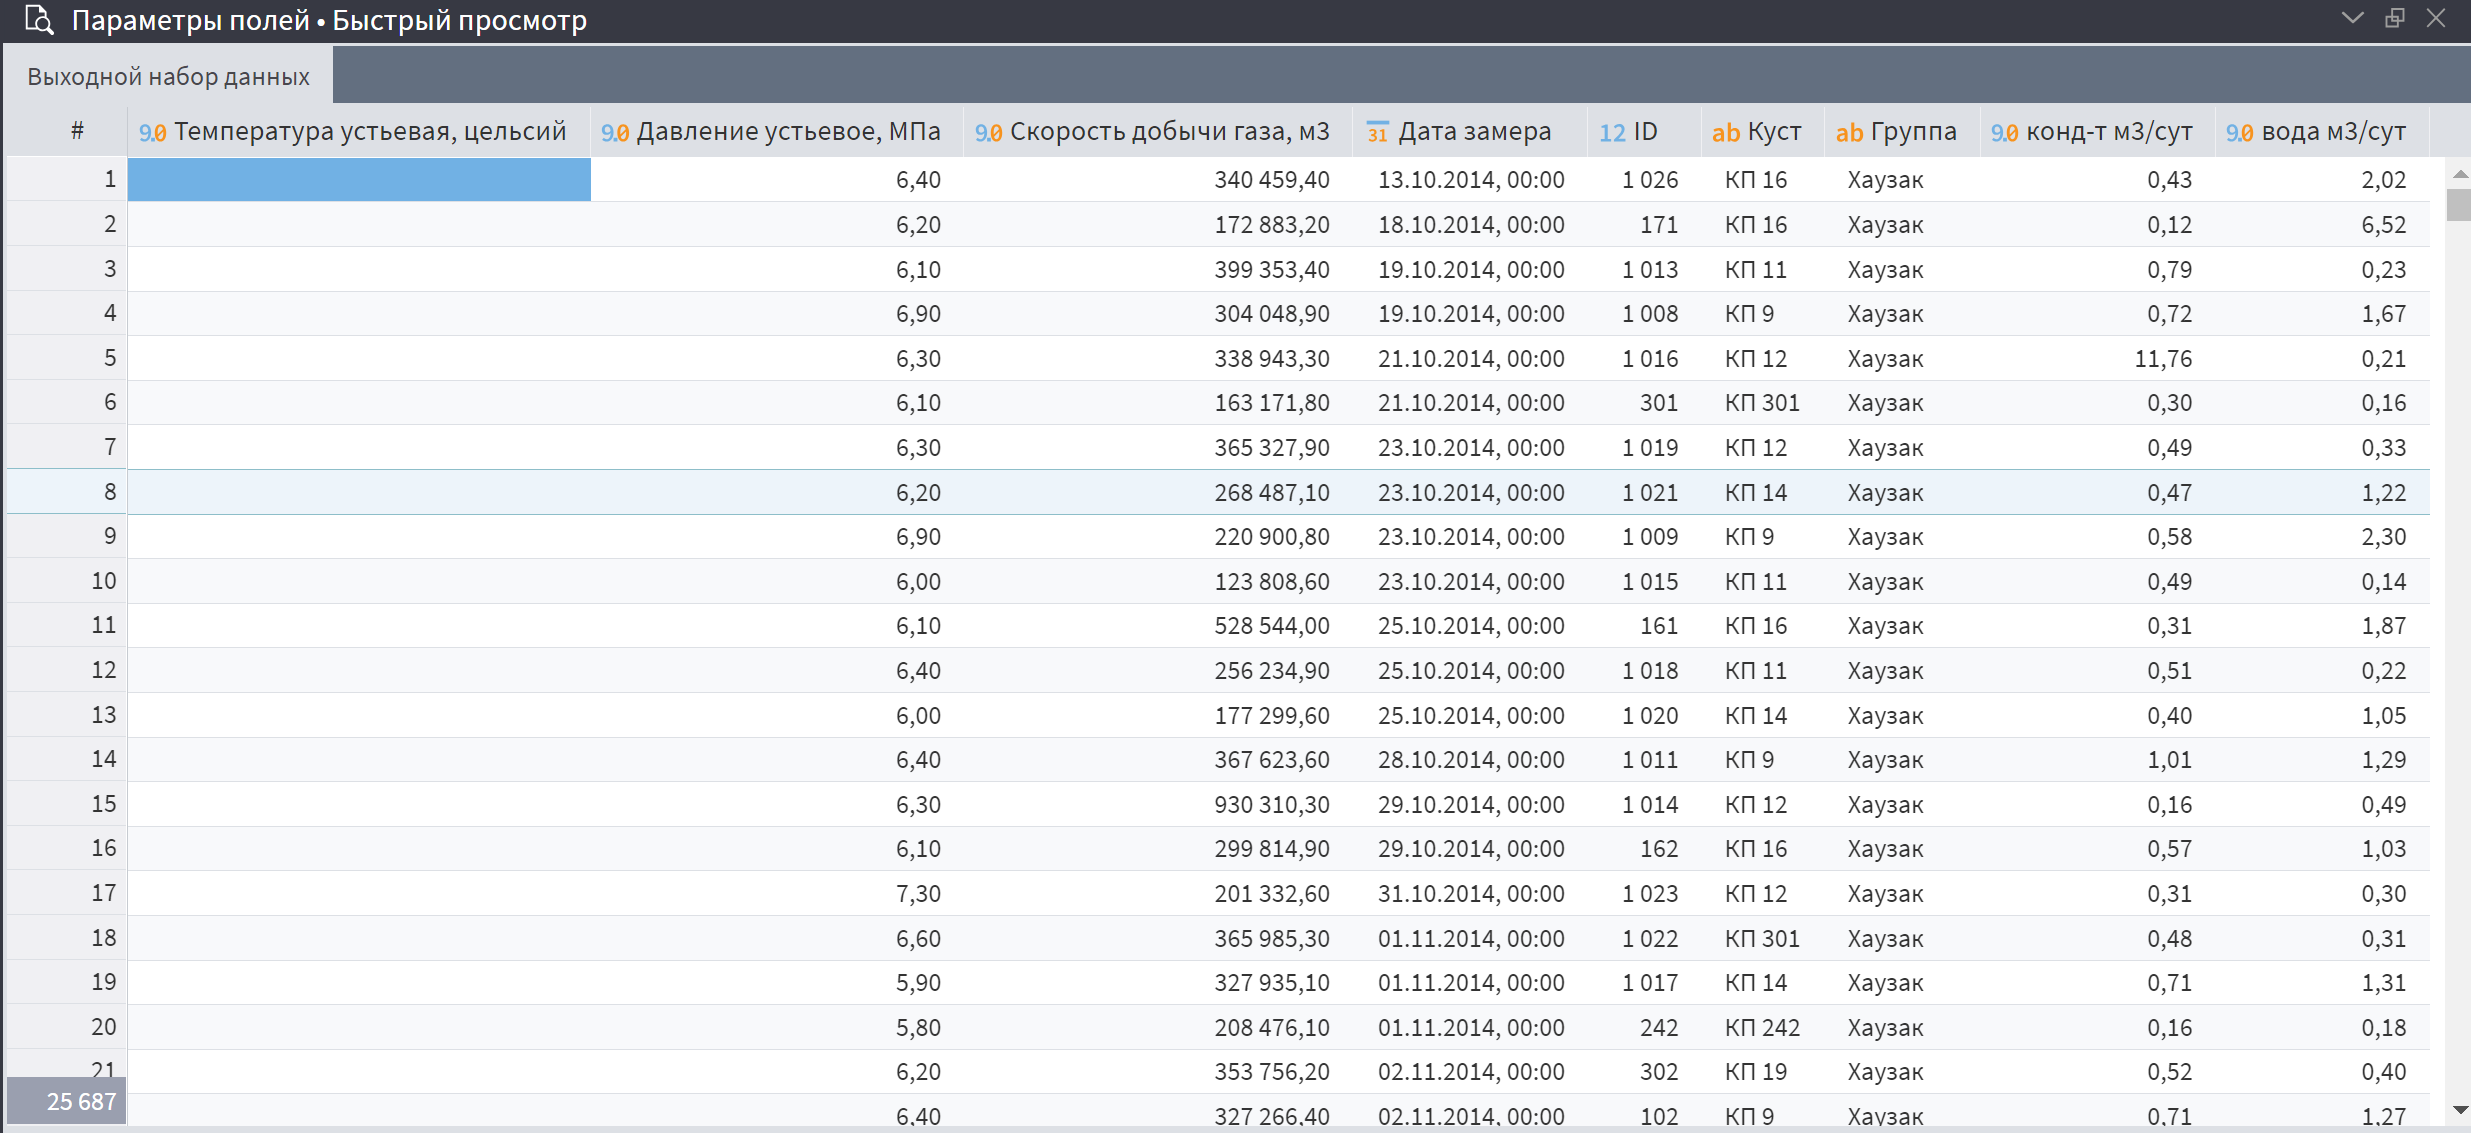 Параметры полей • Быстрый просмотр
Выходной набор данных
# 9.0 Температура устьевая, цельсий 9.0 Давление устьевое, МПа 9.0 Скорость добычи газа, м3 31 Дата замера 12 ID ab Куст ab Группа 9.0 конд-т м3/сут 9.0 вода м3/сут
1 6,40 340 459,40 13.10.2014, 00:00 1 026 КП 16 Хаузак 0,43 2,02
2 6,20 172 883,20 18.10.2014, 00:00 171 КП 16 Хаузак 0,12 6,52
3 6,10 399 353,40 19.10.2014, 00:00 1 013 КП 11 Хаузак 0,79 0,23
4 6,90 304 048,90 19.10.2014, 00:00 1 008 КП 9 Хаузак 0,72 1,67
5 6,30 338 943,30 21.10.2014, 00:00 1 016 КП 12 Хаузак 11,76 0,21
6 6,10 163 171,80 21.10.2014, 00:00 301 КП 301 Хаузак 0,30 0,16
7 6,30 365 327,90 23.10.2014, 00:00 1 019 КП 12 Хаузак 0,49 0,33
8 6,20 268 487,10 23.10.2014, 00:00 1 021 КП 14 Хаузак 0,47 1,22
9 6,90 220 900,80 23.10.2014, 00:00 1 009 КП 9 Хаузак 0,58 2,30
10 6,00 123 808,60 23.10.2014, 00:00 1 015 КП 11 Хаузак 0,49 0,14
11 6,10 528 544,00 25.10.2014, 00:00 161 КП 16 Хаузак 0,31 1,87
12 6,40 256 234,90 25.10.2014, 00:00 1 018 КП 11 Хаузак 0,51 0,22
13 6,00 177 299,60 25.10.2014, 00:00 1 020 КП 14 Хаузак 0,40 1,05
14 6,40 367 623,60 28.10.2014, 00:00 1 011 КП 9 Хаузак 1,01 1,29
15 6,30 930 310,30 29.10.2014, 00:00 1 014 КП 12 Хаузак 0,16 0,49
16 6,10 299 814,90 29.10.2014, 00:00 162 КП 16 Хаузак 0,57 1,03
17 7,30 201 332,60 31.10.2014, 00:00 1 023 КП 12 Хаузак 0,31 0,30
18 6,60 365 985,30 01.11.2014, 00:00 1 022 КП 301 Хаузак 0,48 0,31
19 5,90 327 935,10 01.11.2014, 00:00 1 017 КП 14 Хаузак 0,71 1,31
20 5,80 208 476,10 01.11.2014, 00:00 242 КП 242 Хаузак 0,16 0,18
21 6,20 353 756,20 02.11.2014, 00:00 302 КП 19 Хаузак 0,52 0,40
25 687 6,40 327 266,40 02.11.2014, 00:00 102 КП 9 Хаузак 0,71 1,27